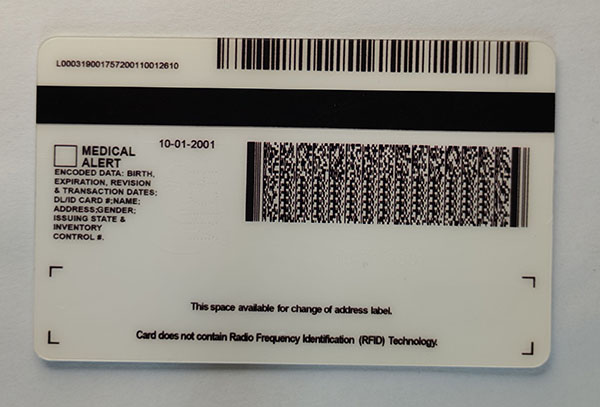 L000319001757200110012610
10-01-2001
MEDICAL
ALERT
ENCODED DATA: BIRTH,
EXPIRATION, REVISION
& TRANSACTION DATES;
DL/ID CARD #;NAME;
ADDRESS;GENDER;
ISSUING STATE &
INVENTORY
CONTROL #.
This space available for change of address label.
Card does not contain Radio Frequency Identification (RFID) Technology.